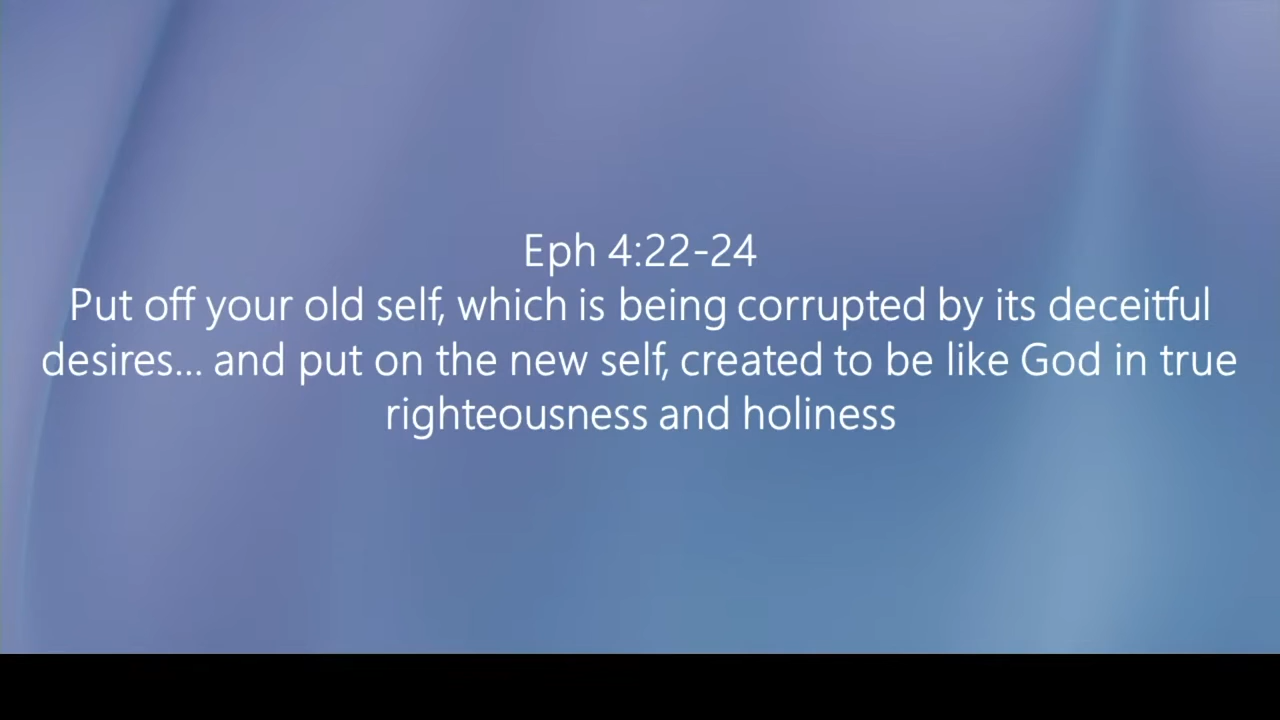 Eph 4:22-24
Put off your old self, which is being corrupted by its deceitful
desires... and put on the new self, created to be like God in true
righteousness and holiness